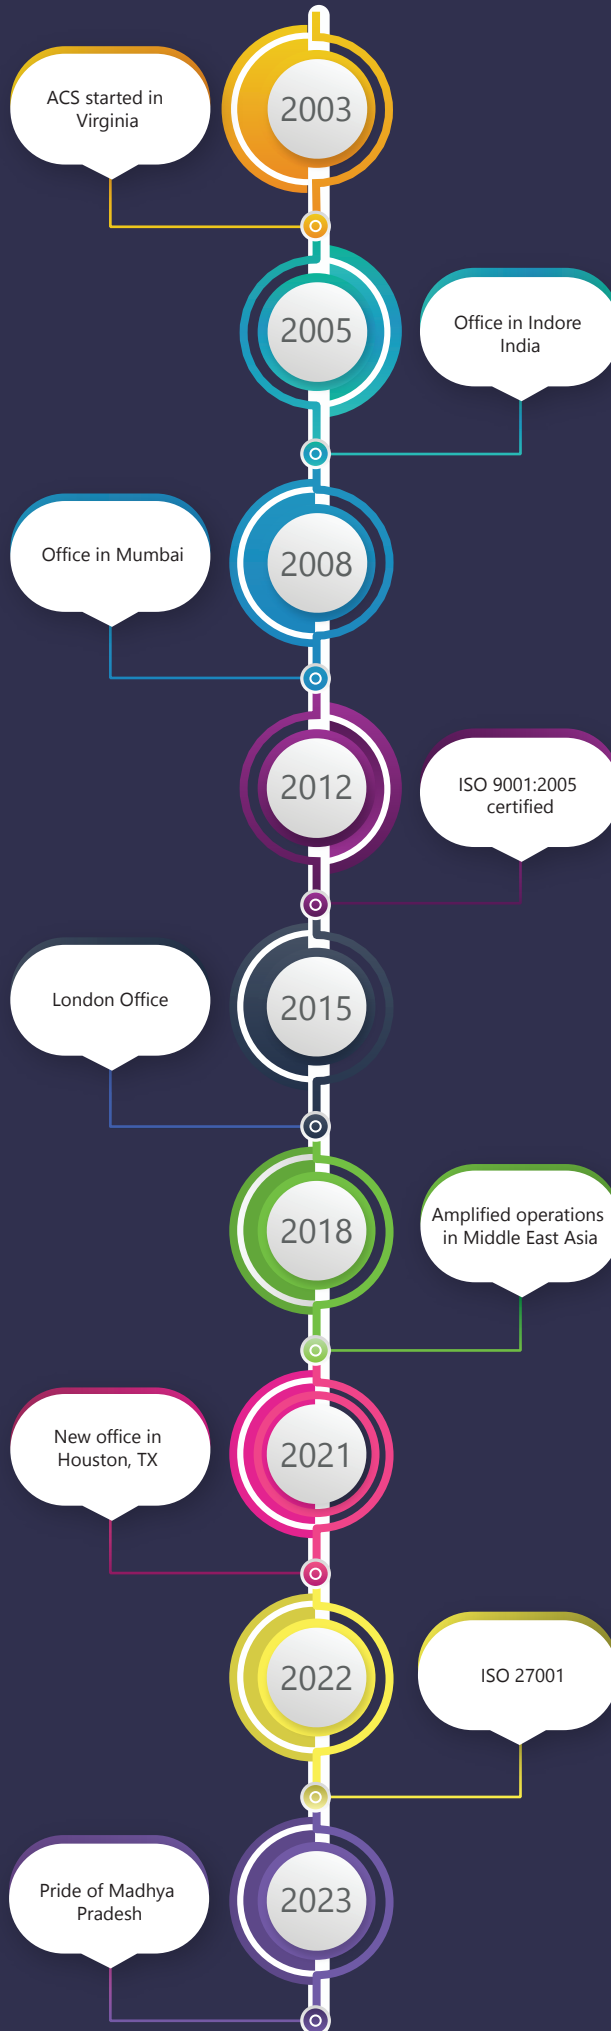 2003
ACS started in
Virginia
2005
Office in Indore
India
2008
Office in Mumbai
2012
ISO 9001:2005
certified
2015
London Office
2018
Amplified operations
in Middle East Asia
2021
New office in
Houston, TX
2022
ISO 27001
2023
Pride of Madhya
Pradesh